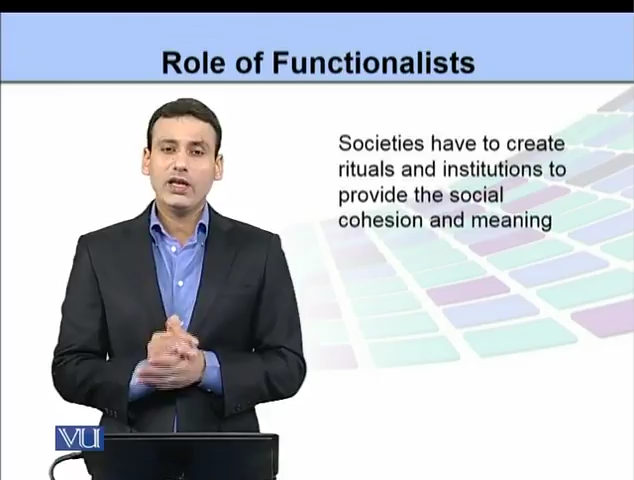 Role of Functionalists
Societies have to create
rituals and institutions to
provide the social
cohesion and meaning
VU